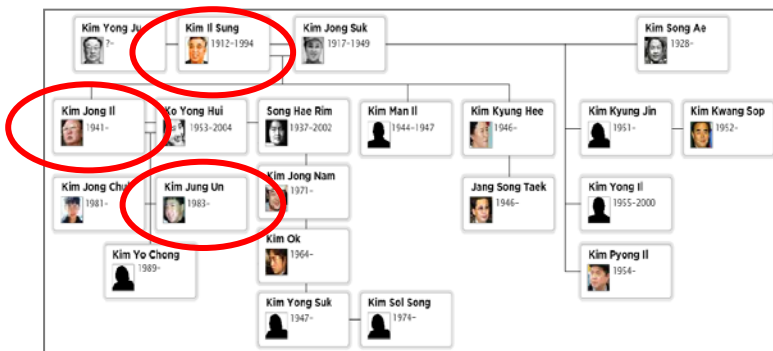 Kim Yong Ju
?-
Kim Il Sung
1912-1994
Kim Jong Suk
1917-1949
Kim Song Ae
1928-
Kim Jong Il
1941-
Ko Yong Hui
1953-2004
Song Hae Rim
1937-2002
Kim Man Il
1944-1947
Kim Kyung Hee
1946-
Kim Kyung Jin
1951-
Kim Kwang Sop
1952-
Kim Jong Chul
1981-
Kim Jung Un
1983-
Kim Jong Nam
1971-
Jang Song Taek
1946-
Kim Yong Il
1955-2000
Kim Yo Chong
1989-
Kim Ok
1964-
Kim Pyong Il
1954-
Kim Yong Suk
1947-
Kim Sol Song
1974-